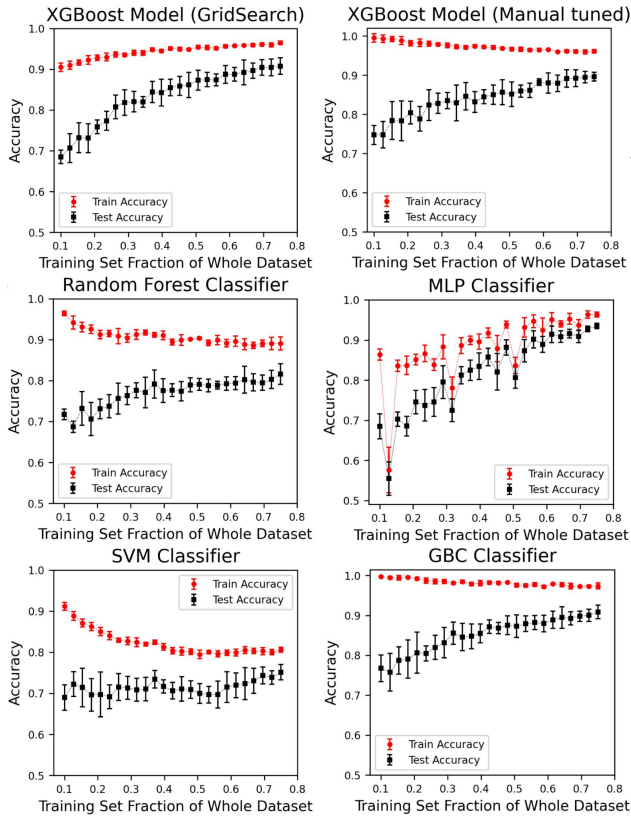 XGBoost Model (GridSearch)
1.0
0.9
0.8
0.7
0.6
0.5
Accuracy
Train Accuracy
Test Accuracy
0.1 0.2 0.3 0.4 0.5 0.6 0.7 0.8
Training Set Fraction of Whole Dataset
XGBoost Model (Manual tuned)
1.0
0.9
0.8
0.7
0.6
0.5
Accuracy
Train Accuracy
Test Accuracy
0.1 0.2 0.3 0.4 0.5 0.6 0.7 0.8
Training Set Fraction of Whole Dataset
Random Forest Classifier
1.0
0.9
0.8
0.7
0.6
0.5
Accuracy
Train Accuracy
Test Accuracy
0.1 0.2 0.3 0.4 0.5 0.6 0.7 0.8
Training Set Fraction of Whole Dataset
MLP Classifier
1.0
0.9
0.8
0.7
0.6
0.5
Accuracy
Train Accuracy
Test Accuracy
0.1 0.2 0.3 0.4 0.5 0.6 0.7 0.8
Training Set Fraction of Whole Dataset
SVM Classifier
1.0
0.9
0.8
0.7
0.6
0.5
Accuracy
Train Accuracy
Test Accuracy
0.1 0.2 0.3 0.4 0.5 0.6 0.7 0.8
Training Set Fraction of Whole Dataset
GBC Classifier
1.0
0.9
0.8
0.7
0.6
0.5
Accuracy
Train Accuracy
Test Accuracy
0.1 0.2 0.3 0.4 0.5 0.6 0.7 0.8
Training Set Fraction of Whole Dataset